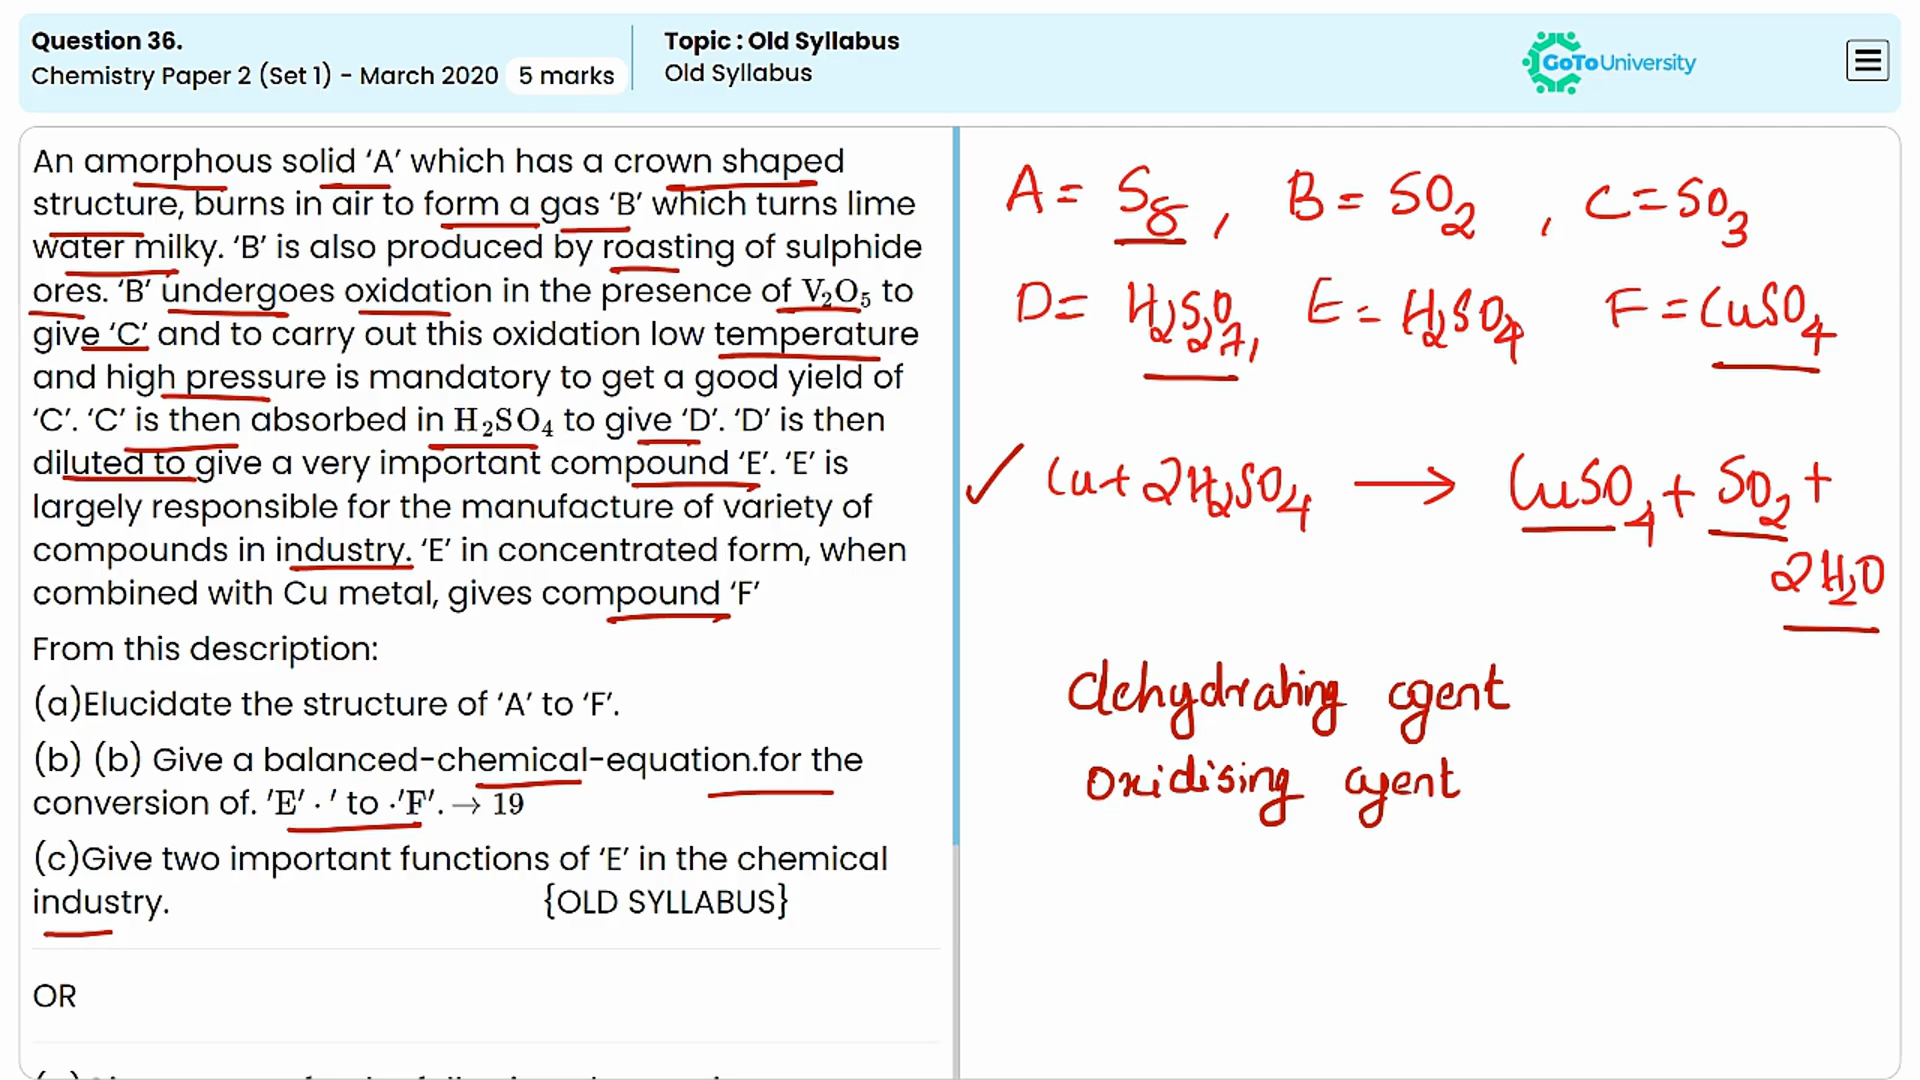 Question 36.
Chemistry Paper 2 (Set 1) - March 2020 5 marks
Topic : Old Syllabus
Old Syllabus
GoToUniversity
An amorphous solid ‘A’ which has a crown shaped
structure, burns in air to form a gas ‘B’ which turns lime
water milky. ‘B’ is also produced by roasting of sulphide
ores. ‘B’ undergoes oxidation in the presence of V₂O₅ to
give ‘C’ and to carry out this oxidation low temperature
and high pressure is mandatory to get a good yield of
‘C’. ‘C’ is then absorbed in H₂SO₄ to give ‘D’. ‘D’ is then
diluted to give a very important compound ‘E’. ‘E’ is
largely responsible for the manufacture of variety of
compounds in industry. ‘E’ in concentrated form, when
combined with Cu metal, gives compound ‘F’
From this description:
(a)Elucidate the structure of ‘A’ to ‘F’.
(b) (b) Give a balanced-chemical-equation.for the
conversion of. ′E′ · ′ to ·′F′. → 19
(c)Give two important functions of ‘E’ in the chemical
industry. {OLD SYLLABUS}
OR
A = S₈ , B = SO₂ , C = SO₃
D = H₂S₂O₇, E = H₂SO₄ F = CuSO₄
✓ Cu + 2H₂SO₄ → CuSO₄ + SO₂ +
2H₂O
dehydrating agent
oxidising agent